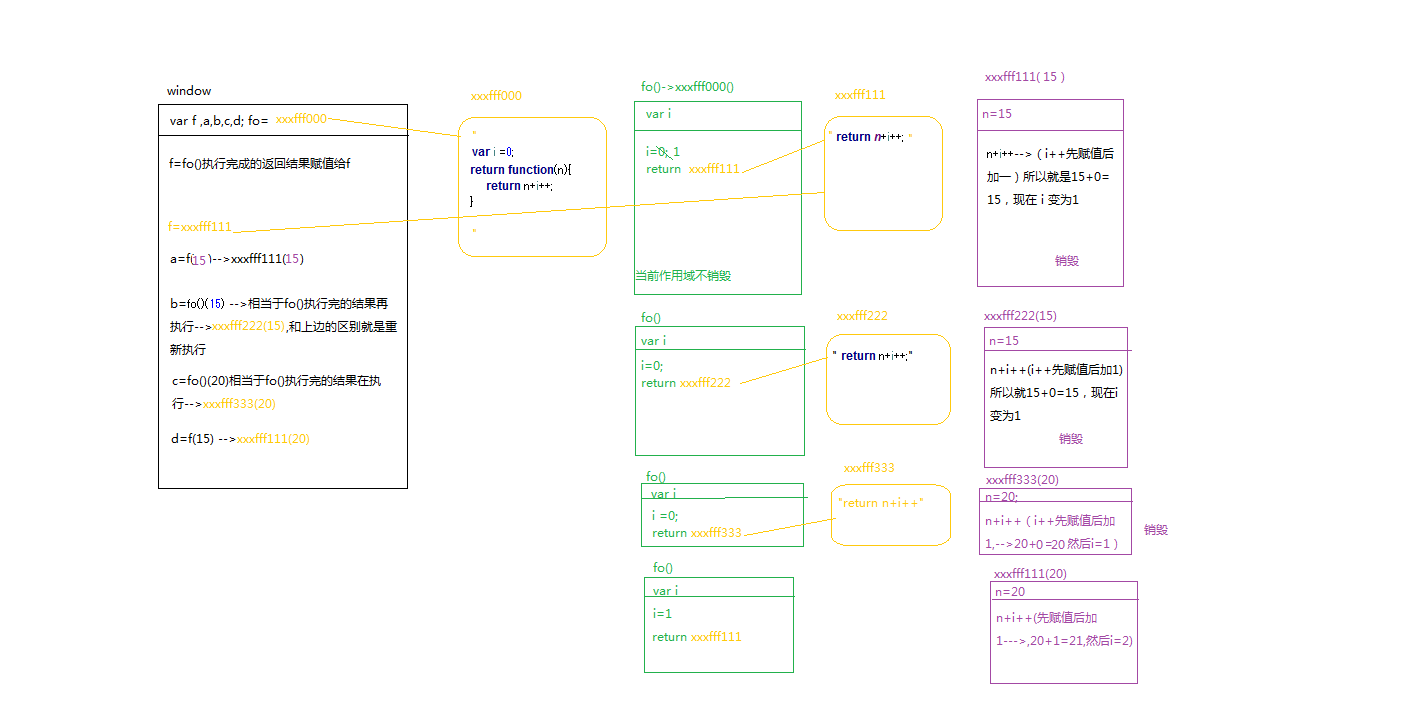 window
var f ,a,b,c,d; fo= xxxfff000
f=fo()执行完成的返回结果赋值给f
f=xxxfff111
a=f(15)-->xxxfff111(15)
b=fo()(15) -->相当于fo()执行完的结果再
执行-->xxxfff222(15),和上边的区别就是重
新执行
c=fo()(20)相当于fo()执行完的结果在执
行-->xxxfff333(20)
d=f(15) -->xxxfff111(20)
xxxfff000
"
var i =0;
return function(n){
return n+i++;
}
"
fo()->xxxfff000()
var i
i=0; 1
return xxxfff111
当前作用域不销毁
xxxfff111
" return n+i++; "
xxxfff111( 15 )
n=15
n+i++-->（i++先赋值后
加一）所以就是15+0=
15，现在 i 变为1
销毁
fo()
var i
i=0;
return xxxfff222
xxxfff222
" return n+i++;"
xxxfff222(15)
n=15
n+i++(i++先赋值后加1)
所以就15+0=15，现在i
变为1
销毁
fo()
var i
i =0;
return xxxfff333
xxxfff333
"return n+i++"
xxxfff333(20)
n=20;
n+i++（i++先赋值后加
1,-->20+0=20 然后i=1）
销毁
fo()
var i
i=1
return xxxfff111
xxxfff111(20)
n=20
n+i++(先赋值后加
1--->,20+1=21,然后i=2)